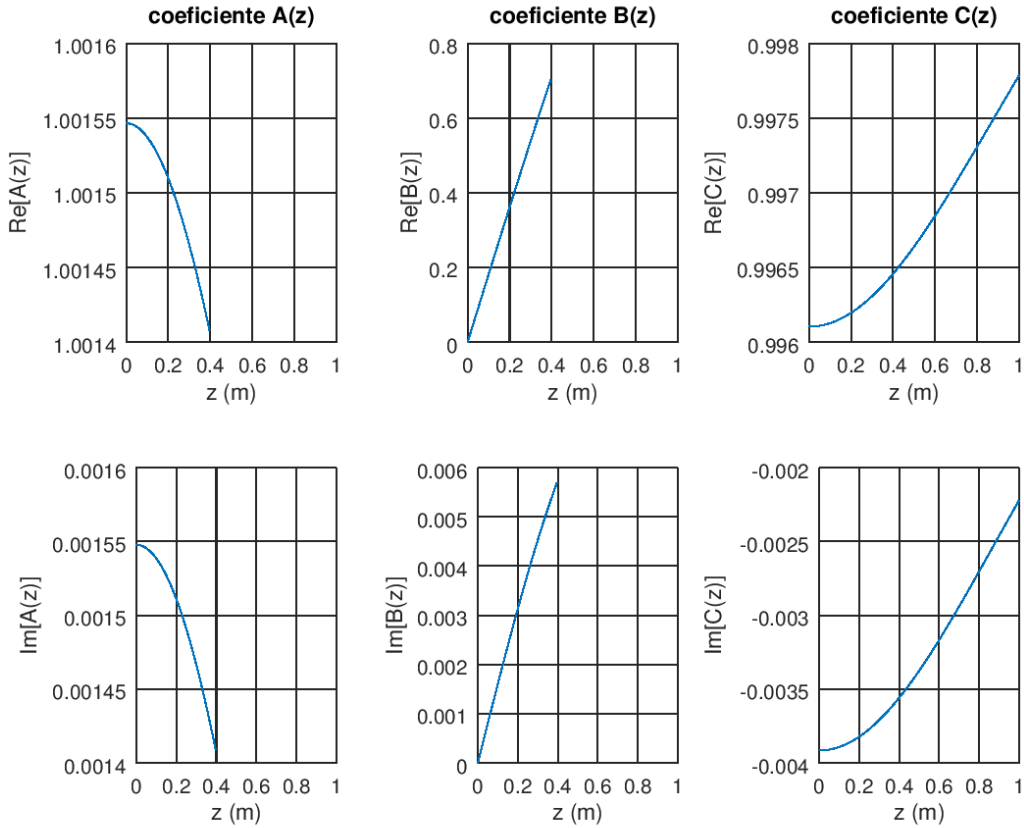 coeficiente A(z)
1.0016
1.00155
1.0015
1.00145
1.0014
Re[A(z)]
0 0.2 0.4 0.6 0.8 1
z (m)
coeficiente B(z)
0.8
0.6
0.4
0.2
0
Re[B(z)]
0 0.2 0.4 0.6 0.8 1
z (m)
coeficiente C(z)
0.998
0.9975
0.997
0.9965
0.996
Re[C(z)]
0 0.2 0.4 0.6 0.8 1
z (m)
0.0016
0.00155
0.0015
0.00145
0.0014
Im[A(z)]
0 0.2 0.4 0.6 0.8 1
z (m)
0.006
0.005
0.004
0.003
0.002
0.001
0
Im[B(z)]
0 0.2 0.4 0.6 0.8 1
z (m)
-0.002
-0.0025
-0.003
-0.0035
-0.004
Im[C(z)]
0 0.2 0.4 0.6 0.8 1
z (m)